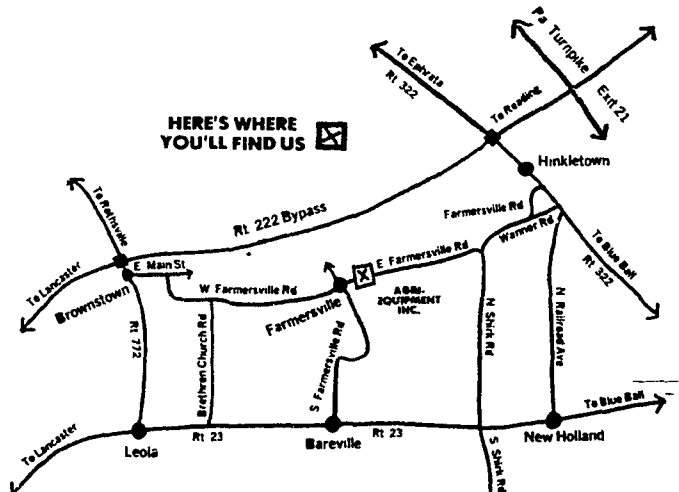 Pa Turnpike
Exit 21
To Ephrata
Rt 322
To Reading
HERE'S WHERE
YOU'LL FIND US
Hinkletown
To Rothsville
Rt 222 Bypass
Farmersville Rd
Wanner Rd
To Blue Ball
Rt 322
E Farmersville Rd
E Main St
To Lancaster
Brownstown
W Farmersville Rd
Farmersville
AGRI-
EQUIPMENT
INC.
Rt 772
Brethren Church Rd
S Farmersville Rd
N Shirk Rd
N Railroad Ave
To Blue Ball
To Lancaster
Leola
Rt 23
Bareville
Rt 23
New Holland
S Shirk Rd